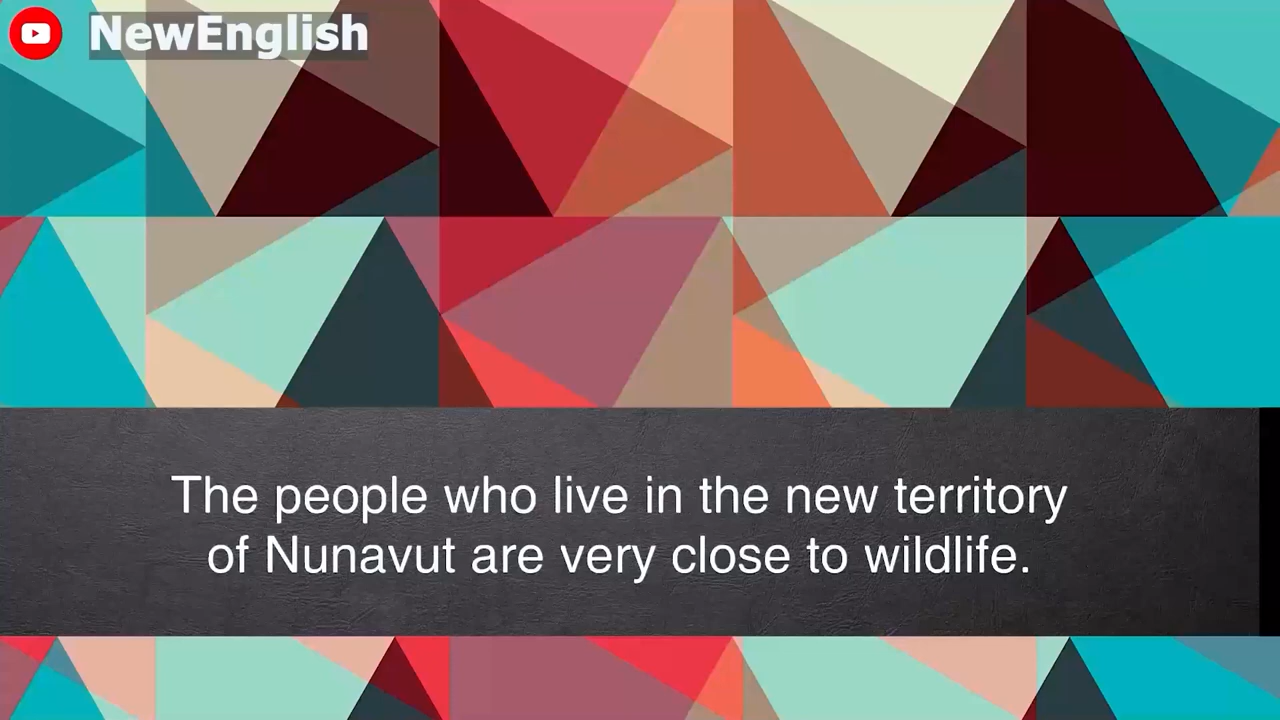 NewEnglish
The people who live in the new territory
of Nunavut are very close to wildlife.